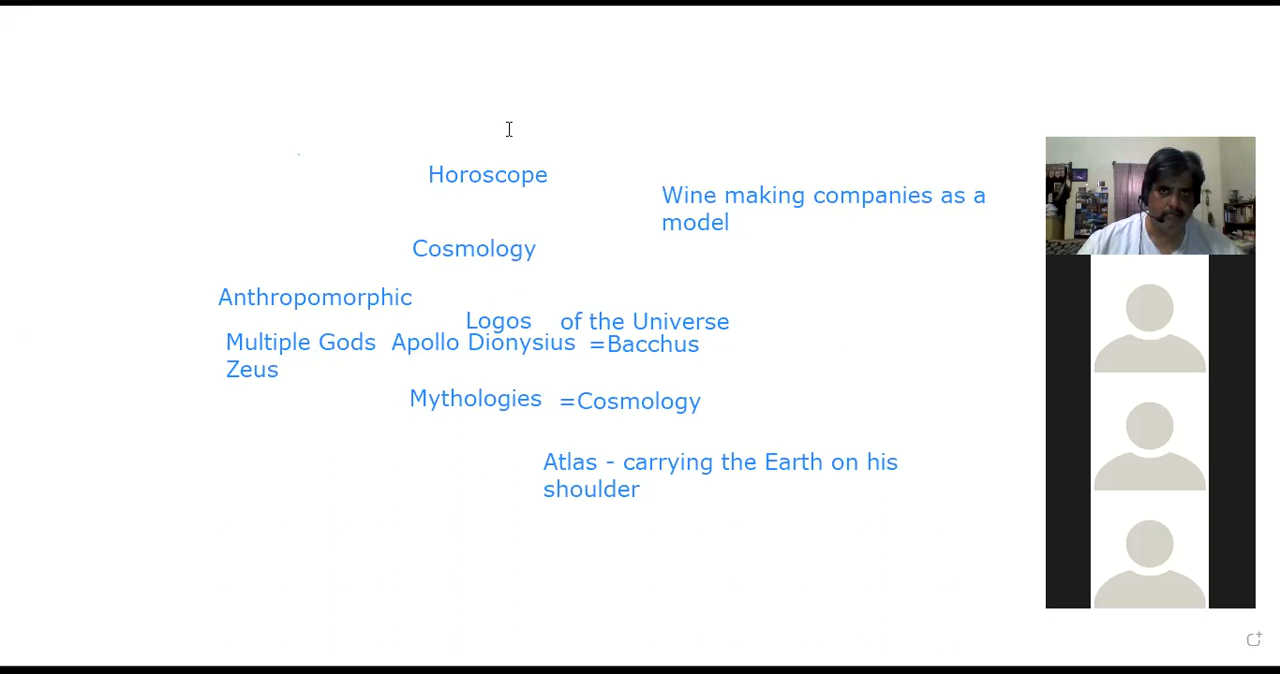 Horoscope
Wine making companies as a
model
Cosmology
Anthropomorphic
Logos of the Universe
Multiple Gods Apollo Dionysius =Bacchus
Zeus
Mythologies =Cosmology
Atlas - carrying the Earth on his
shoulder